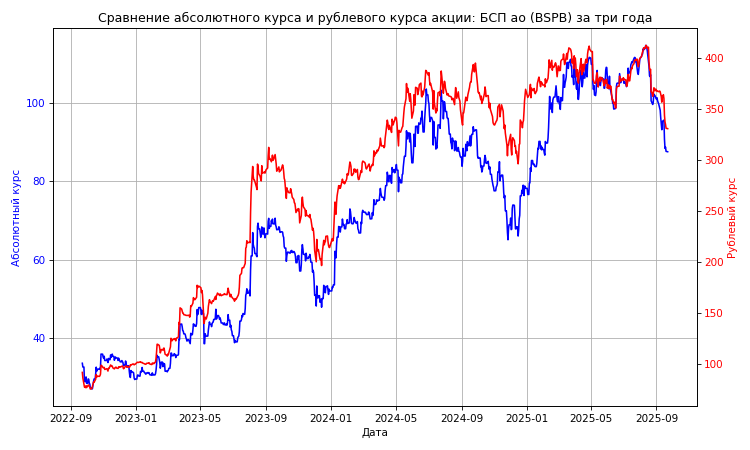 Сравнение абсолютного курса и рублевого курса акции: БСП ао (BSPB) за три года
Абсолютный курс
100
80
60
40
400
350
300
250
200
150
100
Рублевый курс
2022-09 2023-01 2023-05 2023-09 2024-01 2024-05 2024-09 2025-01 2025-05 2025-09
Дата